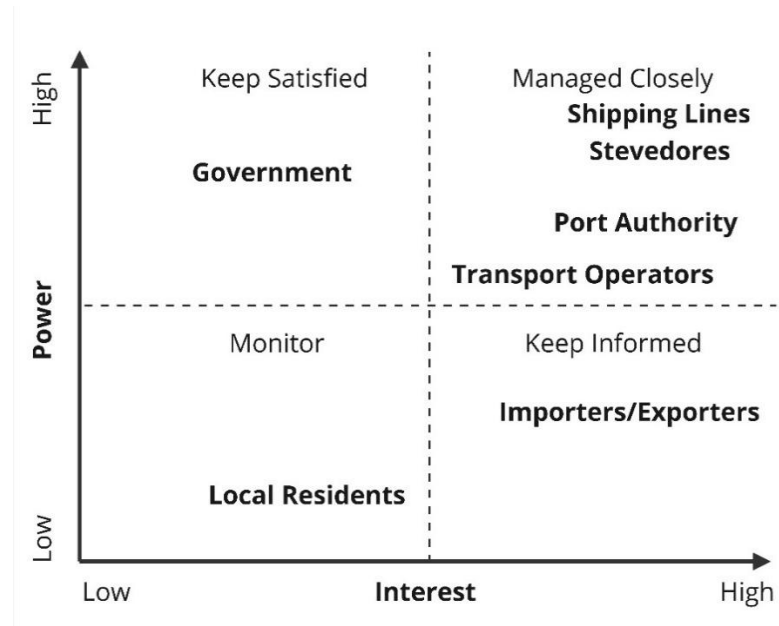 High
Keep Satisfied
Managed Closely
Shipping Lines
Stevedores
Government
Port Authority
Transport Operators
Power
Monitor
Keep Informed
Importers/Exporters
Local Residents
Low
Low
Interest
High